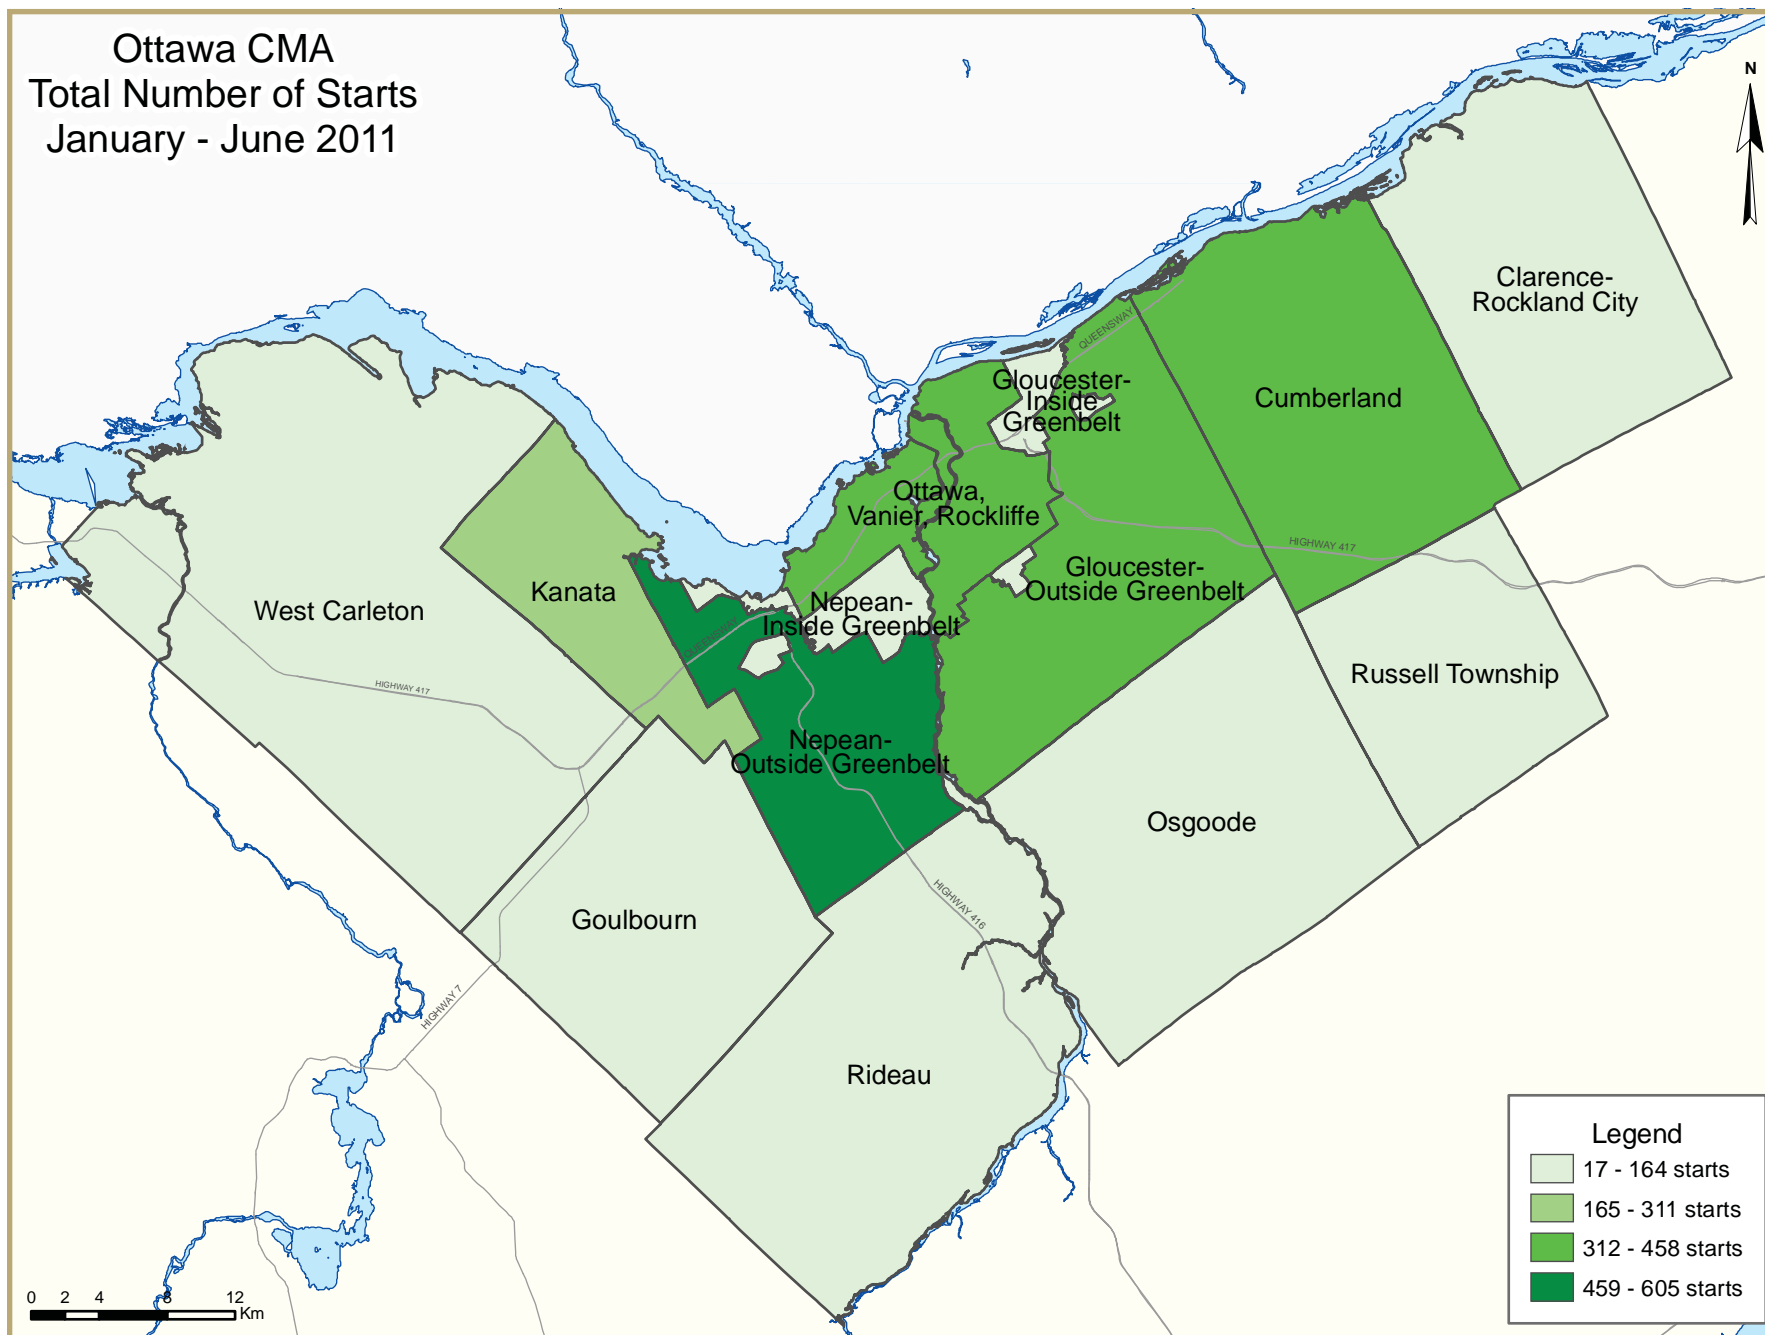 Ottawa CMA
Total Number of Starts
January - June 2011
N
Clarence-
Rockland City
QUEENSWAY
Gloucester-
Inside
Greenbelt
Cumberland
Ottawa,
Vanier, Rockliffe
HIGHWAY 417
Gloucester-
Outside Greenbelt
Kanata
West Carleton
Nepean-
Inside Greenbelt
QUEENSWAY
Russell Township
HIGHWAY 417
Nepean-
Outside Greenbelt
Osgoode
HIGHWAY 416
Goulbourn
HIGHWAY 7
Rideau
Legend
17 - 164 starts
165 - 311 starts
312 - 458 starts
459 - 605 starts
0 2 4 8 12
Km